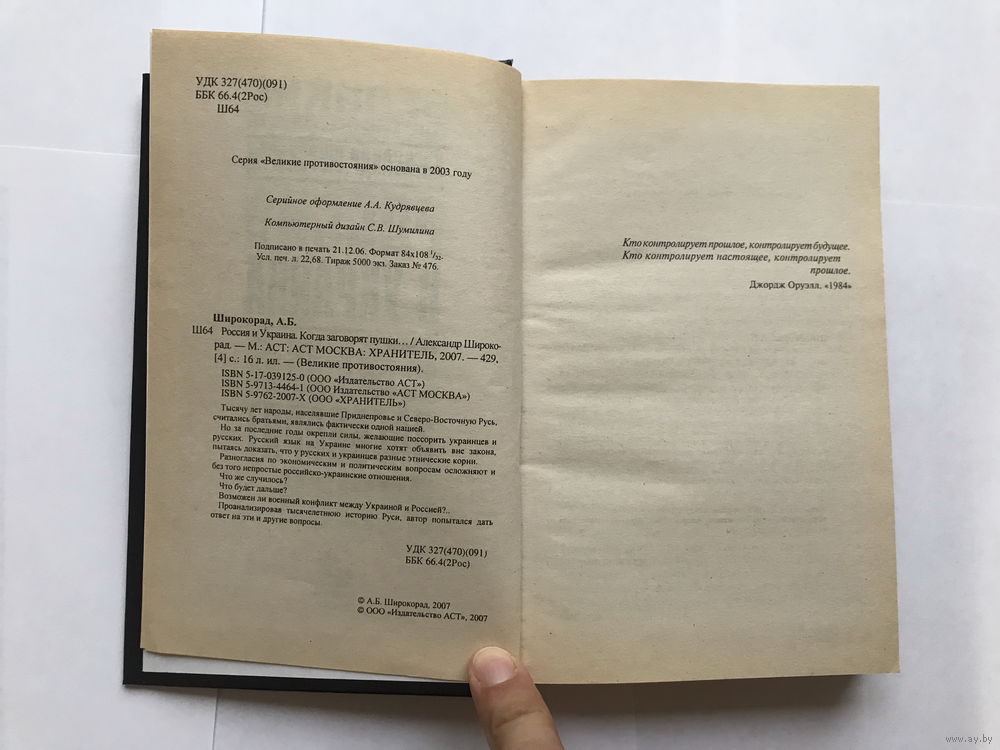 УДК 327(470)(091)
ББК 66.4(2Рос)
Ш64
Серия «Великие противостояния» основана в 2003 году
Серийное оформление А.А. Кудрявцева
Компьютерный дизайн С.В. Шумилина
Подписано в печать 21.12.06. Формат 84х108 1/32.
Усл. печ. л. 22,68. Тираж 5000 экз. Заказ № 476.
Широкорад, А.Б.
Ш64 Россия и Украина. Когда заговорят пушки… / Александр Широко-
рад. — М.: АСТ: АСТ МОСКВА: ХРАНИТЕЛЬ, 2007. — 429,
[4] с.: 16 л. ил. — (Великие противостояния).
ISBN 5-17-039125-0 (ООО «Издательство АСТ»)
ISBN 5-9713-4464-1 (ООО Издательство «АСТ МОСКВА»)
ISBN 5-9762-2007-Х (ООО «ХРАНИТЕЛЬ»)
Тысячу лет народы, населявшие Приднепровье и Северо-Восточную Русь,
считались братьями, являлись фактически одной нацией.
Но за последние годы окрепли силы, желающие поссорить украинцев и
русских. Русский язык на Украине многие хотят объявить вне закона,
пытаясь доказать, что у русских и украинцев разные этнические корни.
Разногласия по экономическим и политическим вопросам осложняют и
без того непростые российско-украинские отношения.
Что же случилось?
Что будет дальше?
Возможен ли военный конфликт между Украиной и Россией?..
Проанализировав тысячелетнюю историю Руси, автор попытался дать
ответ на эти и другие вопросы.
УДК 327(470)(091)
ББК 66.4(2Рос)
© А.Б. Широкорад, 2007
© ООО «Издательство АСТ», 2007
Кто контролирует прошлое, контролирует будущее.
Кто контролирует настоящее, контролирует
прошлое.
Джордж Оруэлл. «1984»
www.ay.by